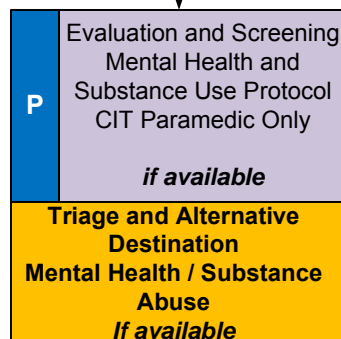 P
Evaluation and Screening
Mental Health and
Substance Use Protocol
CIT Paramedic Only
if available
Triage and Alternative
Destination
Mental Health / Substance
Abuse
If available